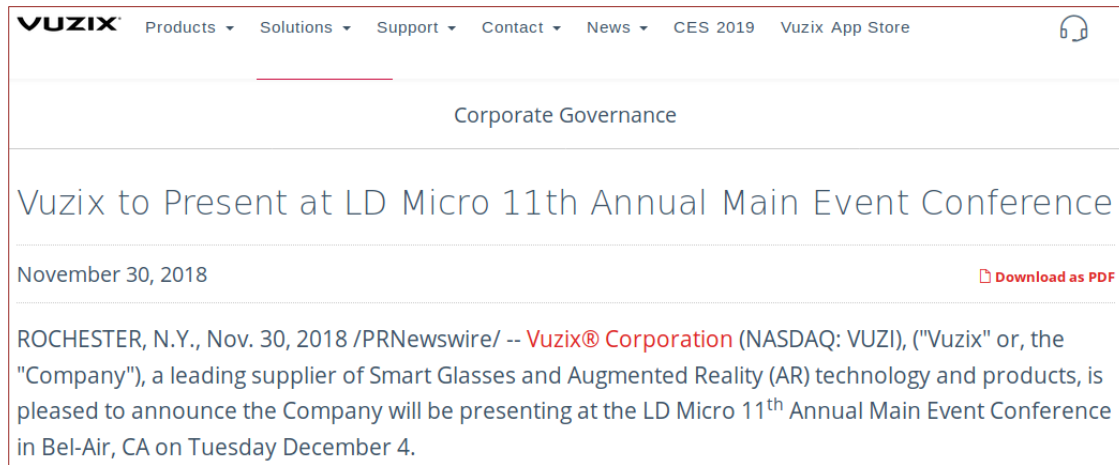 VUZIX Products Solutions Support Contact News CES 2019 Vuzix App Store
Corporate Governance
Vuzix to Present at LD Micro 11th Annual Main Event Conference
November 30, 2018 Download as PDF
ROCHESTER, N.Y., Nov. 30, 2018 /PRNewswire/ -- Vuzix® Corporation (NASDAQ: VUZI), ("Vuzix" or, the
"Company"), a leading supplier of Smart Glasses and Augmented Reality (AR) technology and products, is
pleased to announce the Company will be presenting at the LD Micro 11th Annual Main Event Conference
in Bel-Air, CA on Tuesday December 4.